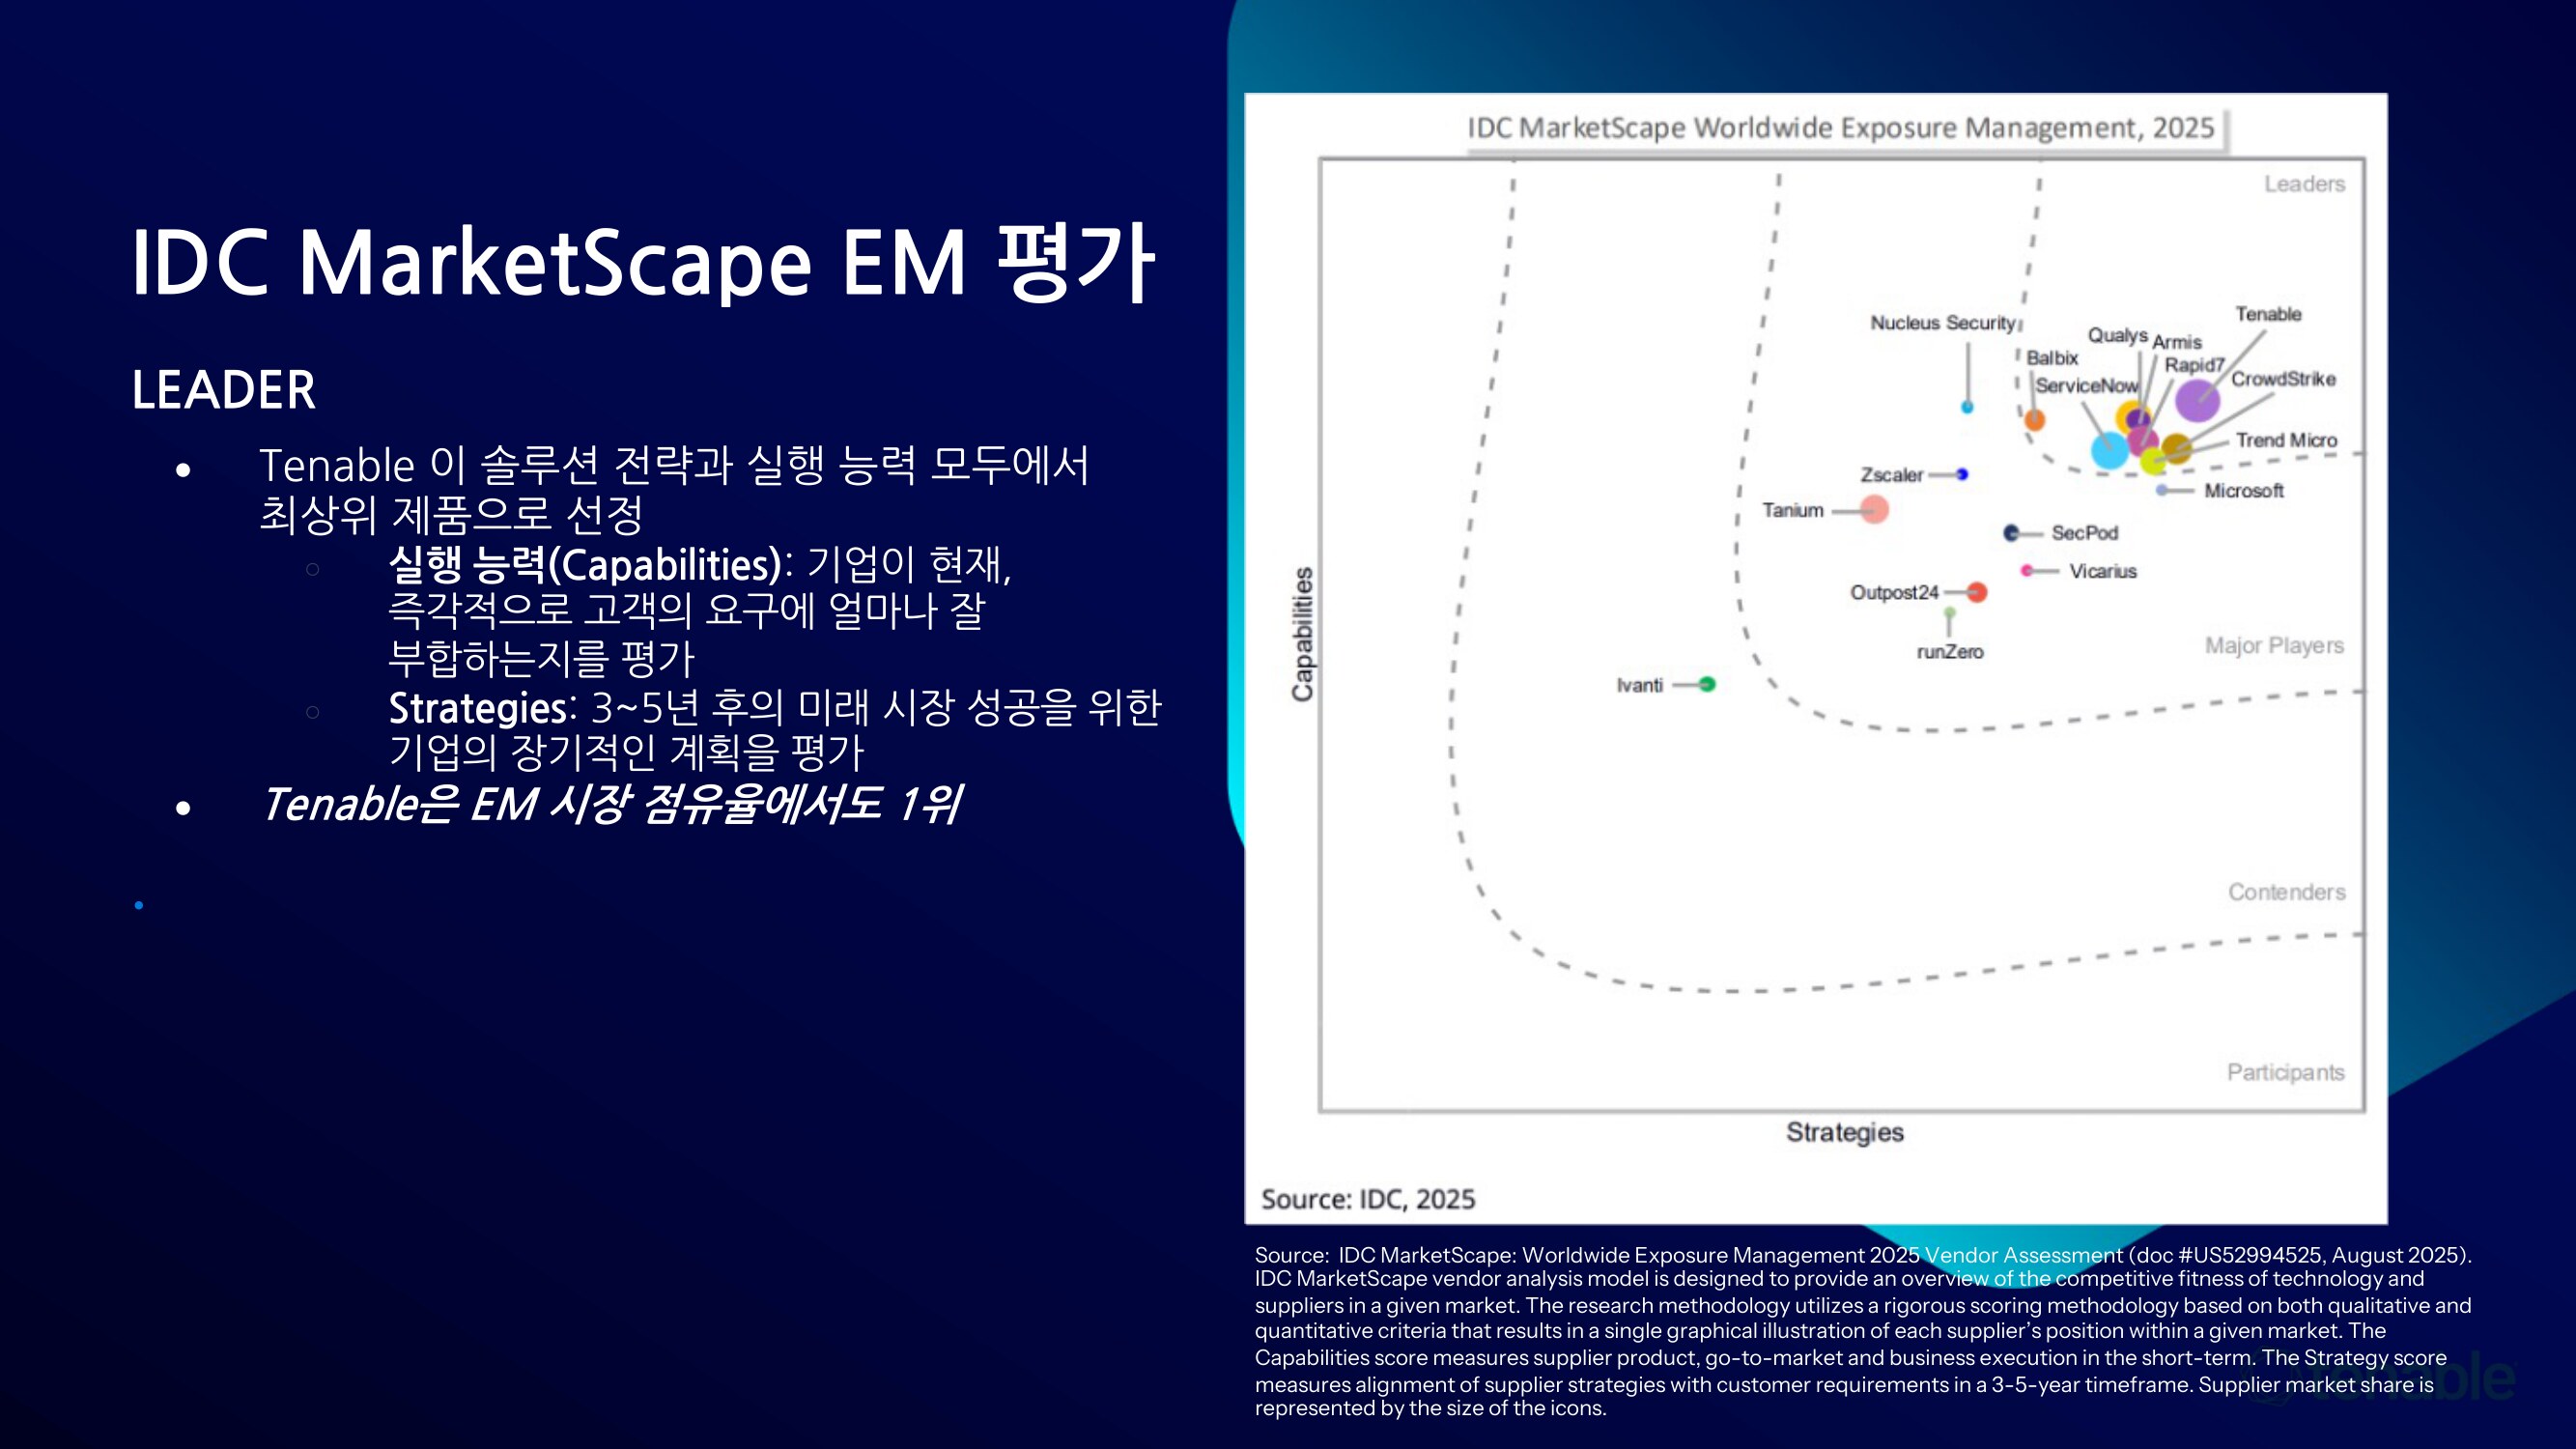 IDC MarketScape EM 평가
LEADER
• Tenable 이 솔루션 전략과 실행 능력 모두에서
최상위 제품으로 선정
○ 실행 능력(Capabilities): 기업이 현재,
즉각적으로 고객의 요구에 얼마나 잘
부합하는지를 평가
○ Strategies: 3~5년 후의 미래 시장 성공을 위한
기업의 장기적인 계획을 평가
• Tenable은 EM 시장 점유율에서도 1위
IDC MarketScape Worldwide Exposure Management, 2025
Leaders
Tenable
Nucleus Security
Qualys
Armis
Balbix
Rapid7
ServiceNow
CrowdStrike
Trend Micro
Zscaler
Microsoft
Tanium
SecPod
Vicarius
Outpost24
runZero
Major Players
Ivanti
Capabilities
Contenders
Participants
Strategies
Source: IDC, 2025
Source: IDC MarketScape: Worldwide Exposure Management 2025 Vendor Assessment (doc #US52994525, August 2025).
IDC MarketScape vendor analysis model is designed to provide an overview of the competitive fitness of technology and
suppliers in a given market. The research methodology utilizes a rigorous scoring methodology based on both qualitative and
quantitative criteria that results in a single graphical illustration of each supplier's position within a given market. The
Capabilities score measures supplier product, go-to-market and business execution in the short-term. The Strategy score
measures alignment of supplier strategies with customer requirements in a 3-5-year timeframe. Supplier market share is
represented by the size of the icons.
tenable